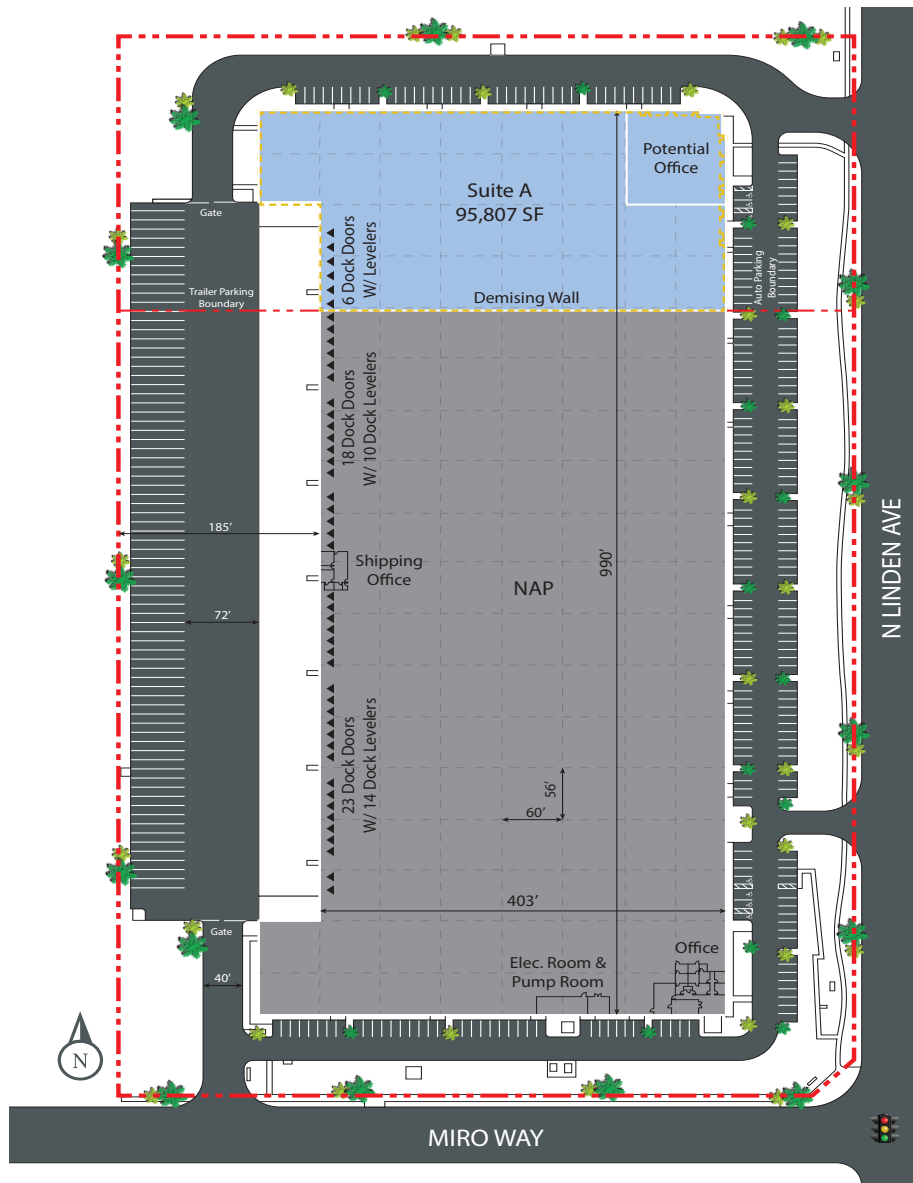 Potential
Office
Suite A
95,807 SF
Gate
6 Dock Doors
W/ Levelers
Trailer Parking
Boundary
Demising Wall
Auto Parking
Boundary
18 Dock Doors
W/ 10 Dock Levelers
185’
Shipping
Office
990’
NAP
N LINDEN AVE
72’
23 Dock Doors
W/ 14 Dock Levelers
56’
60’
403’
Gate
Elec. Room &
Pump Room
Office
40’
N
MIRO WAY